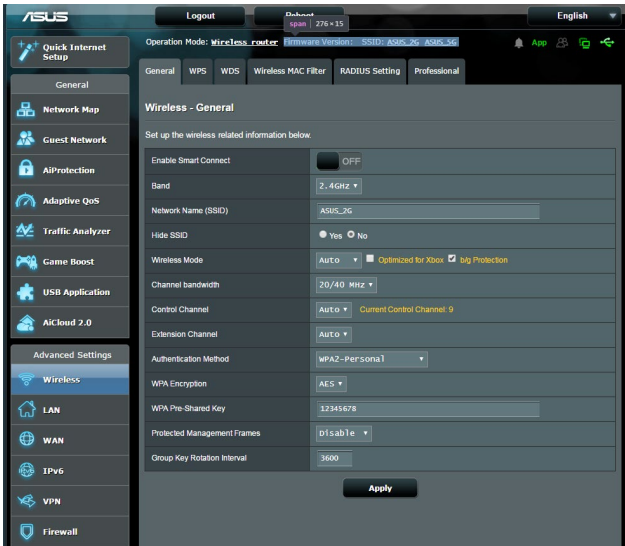 ASUS
Logout
Reboot
English
span 276 × 15
Quick Internet
Setup
Operation Mode: Wireless router Firmware Version: SSID: ASUS_2G ASUS_5G
App
General
General WPS WDS Wireless MAC Filter RADIUS Setting Professional
Network Map
Guest Network
AiProtection
Adaptive QoS
Traffic Analyzer
Game Boost
USB Application
AiCloud 2.0
Advanced Settings
Wireless
LAN
WAN
IPv6
VPN
Firewall
Wireless - General
Set up the wireless related information below.
Enable Smart Connect OFF
Band 2.4GHz
Network Name (SSID) ASUS_2G
Hide SSID Yes No
Wireless Mode Auto Optimized for Xbox b/g Protection
Channel bandwidth 20/40 MHz
Control Channel Auto Current Control Channel: 9
Extension Channel Auto
Authentication Method WPA2-Personal
WPA Encryption AES
WPA Pre-Shared Key 12345678
Protected Management Frames Disable
Group Key Rotation Interval 3600
Apply